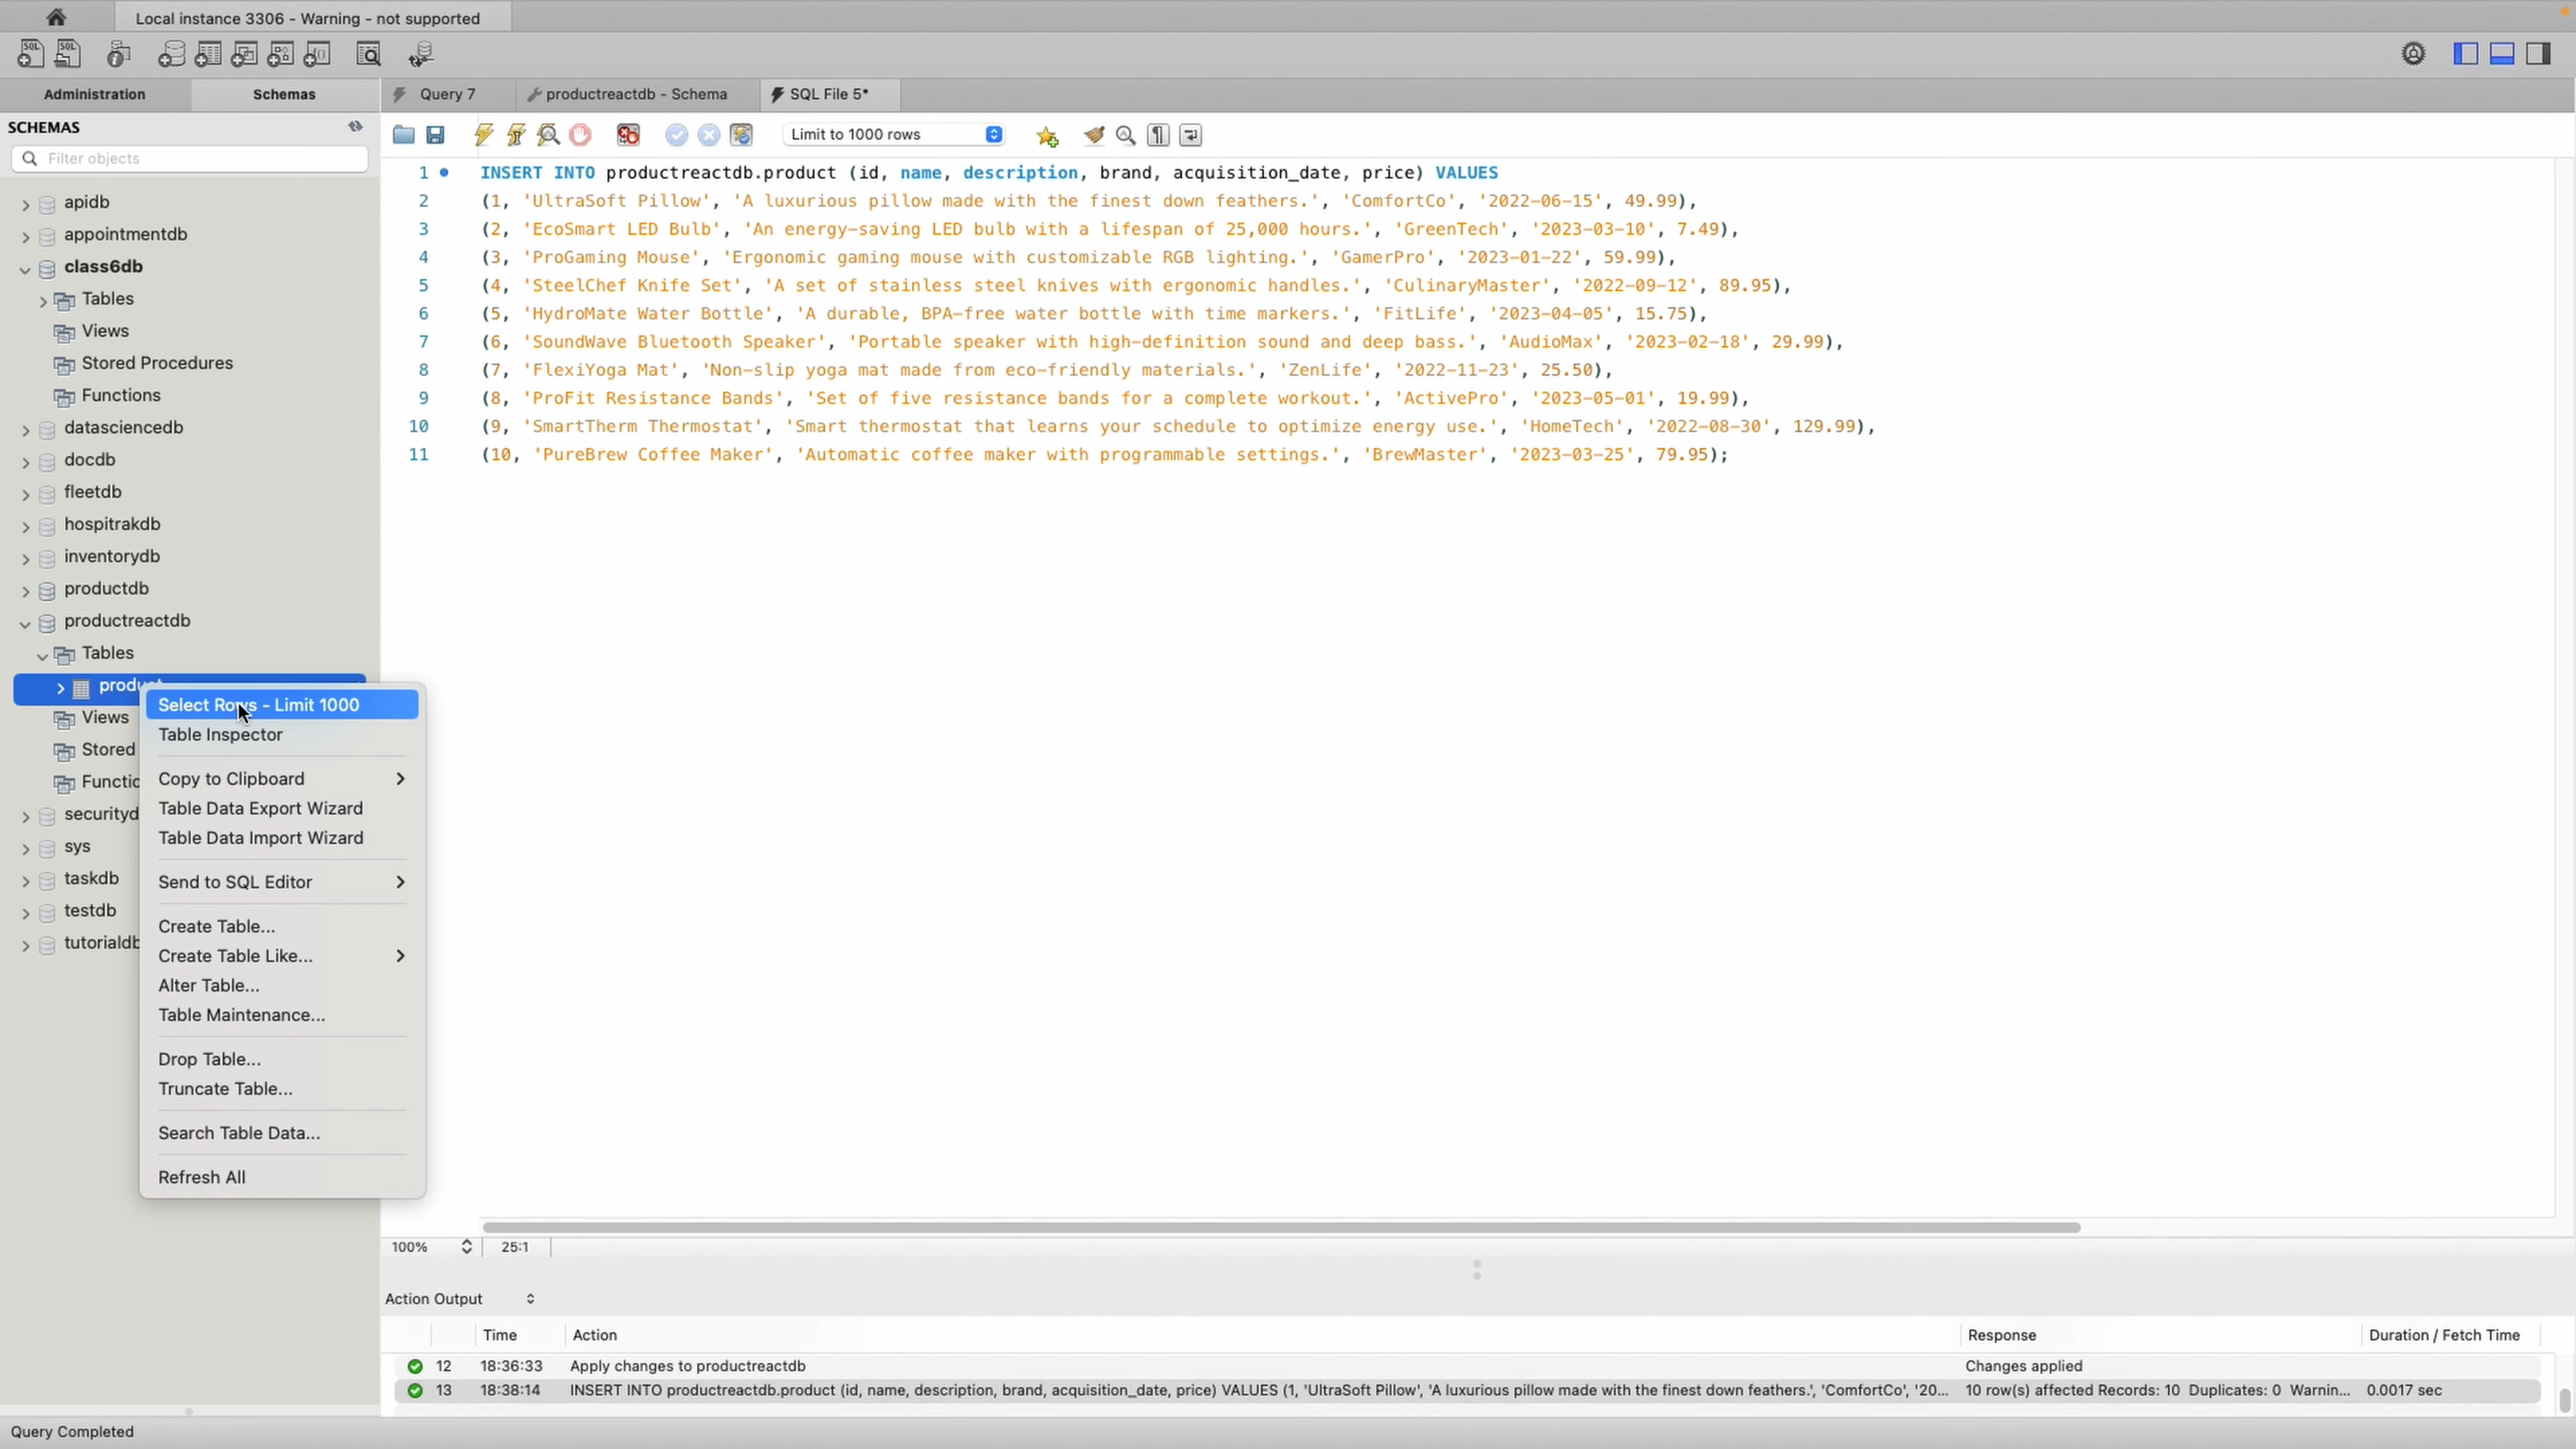 Local instance 3306 - Warning - not supported
Administration
Schemas
Query 7
productreactdb - Schema
SQL File 5*
SCHEMAS
Filter objects
Limit to 1000 rows
apidb
appointmentdb
class6db
Tables
Views
Stored Procedures
Functions
datasciencedb
docdb
fleetdb
hospitrakdb
inventorydb
productdb
productreactdb
Tables
product
Views
Stored
Functio
securityd
sys
taskdb
testdb
tutorialdb
Select Rows - Limit 1000
Table Inspector
Copy to Clipboard
Table Data Export Wizard
Table Data Import Wizard
Send to SQL Editor
Create Table...
Create Table Like...
Alter Table...
Table Maintenance...
Drop Table...
Truncate Table...
Search Table Data...
Refresh All
1 INSERT INTO productreactdb.product (id, name, description, brand, acquisition_date, price) VALUES
2 (1, 'UltraSoft Pillow', 'A luxurious pillow made with the finest down feathers.', 'ComfortCo', '2022-06-15', 49.99),
3 (2, 'EcoSmart LED Bulb', 'An energy-saving LED bulb with a lifespan of 25,000 hours.', 'GreenTech', '2023-03-10', 7.49),
4 (3, 'ProGaming Mouse', 'Ergonomic gaming mouse with customizable RGB lighting.', 'GamerPro', '2023-01-22', 59.99),
5 (4, 'SteelChef Knife Set', 'A set of stainless steel knives with ergonomic handles.', 'CulinaryMaster', '2022-09-12', 89.95),
6 (5, 'HydroMate Water Bottle', 'A durable, BPA-free water bottle with time markers.', 'FitLife', '2023-04-05', 15.75),
7 (6, 'SoundWave Bluetooth Speaker', 'Portable speaker with high-definition sound and deep bass.', 'AudioMax', '2023-02-18', 29.99),
8 (7, 'FlexiYoga Mat', 'Non-slip yoga mat made from eco-friendly materials.', 'ZenLife', '2022-11-23', 25.50),
9 (8, 'ProFit Resistance Bands', 'Set of five resistance bands for a complete workout.', 'ActivePro', '2023-05-01', 19.99),
10 (9, 'SmartTherm Thermostat', 'Smart thermostat that learns your schedule to optimize energy use.', 'HomeTech', '2022-08-30', 129.99),
11 (10, 'PureBrew Coffee Maker', 'Automatic coffee maker with programmable settings.', 'BrewMaster', '2023-03-25', 79.95);
100% 25:1
Action Output
Time Action Response Duration / Fetch Time
12 18:36:33 Apply changes to productreactdb Changes applied
13 18:38:14 INSERT INTO productreactdb.product (id, name, description, brand, acquisition_date, price) VALUES (1, 'UltraSoft Pillow', 'A luxurious pillow made with the finest down feathers.', 'ComfortCo', '20... 10 row(s) affected Records: 10 Duplicates: 0 Warnin... 0.0017 sec
Query Completed